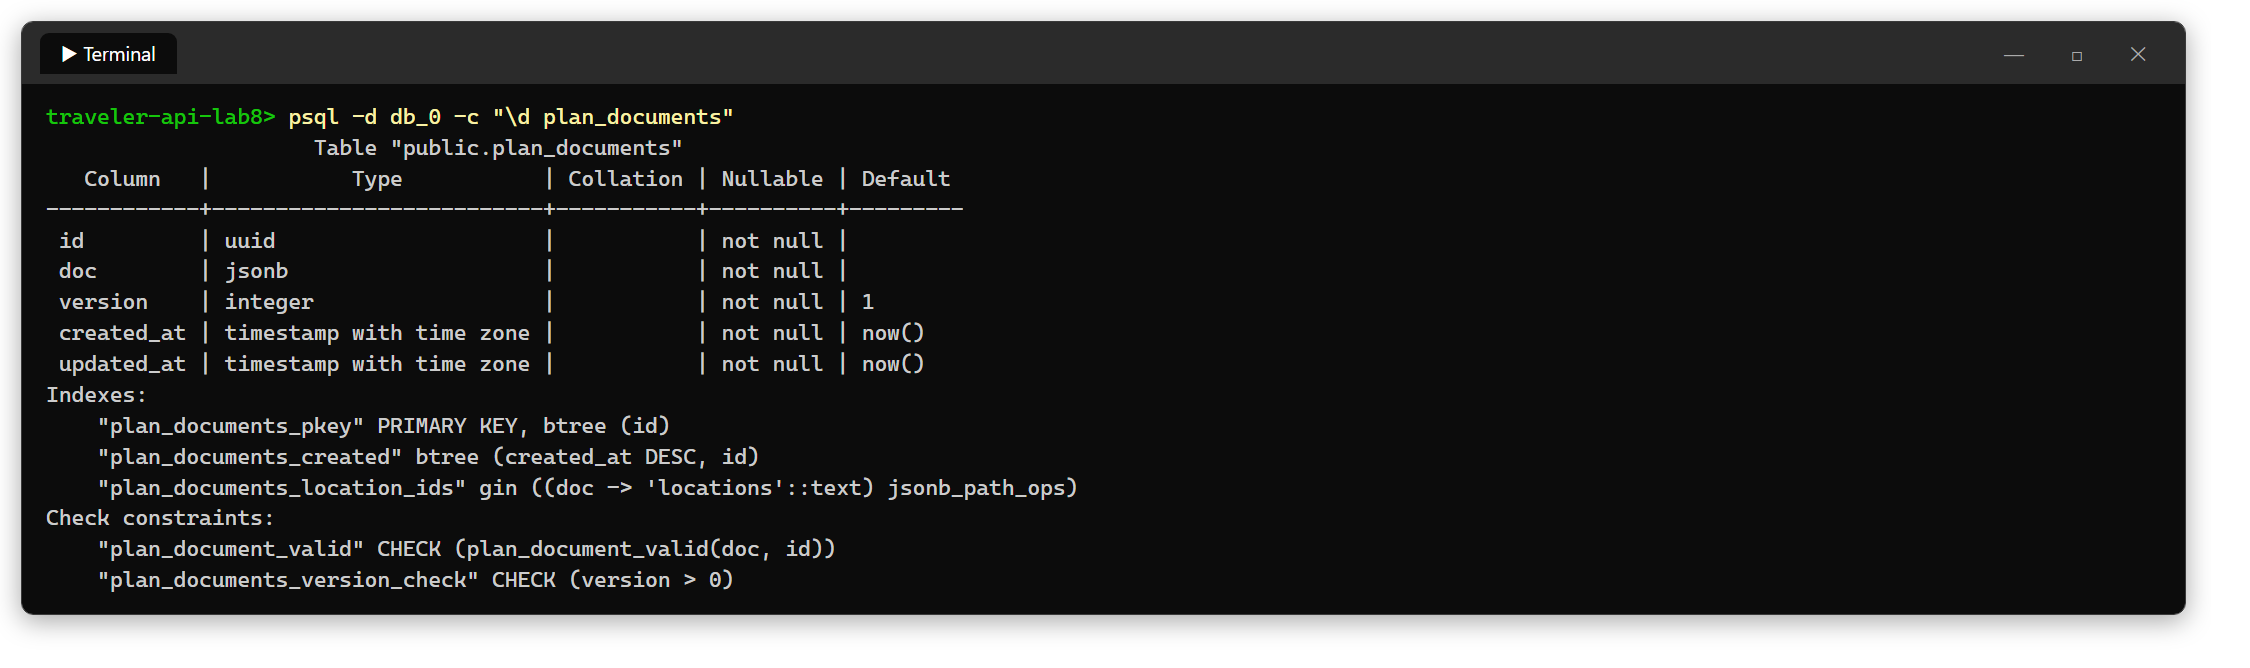 ▶ Terminal
traveler-api-lab8> psql -d db_0 -c "\d plan_documents"
                     Table "public.plan_documents"
   Column   |           Type           | Collation | Nullable | Default
------------+--------------------------+-----------+----------+---------
 id         | uuid                     |           | not null |
 doc        | jsonb                    |           | not null |
 version    | integer                  |           | not null | 1
 created_at | timestamp with time zone |           | not null | now()
 updated_at | timestamp with time zone |           | not null | now()
Indexes:
    "plan_documents_pkey" PRIMARY KEY, btree (id)
    "plan_documents_created" btree (created_at DESC, id)
    "plan_documents_location_ids" gin ((doc -> 'locations'::text) jsonb_path_ops)
Check constraints:
    "plan_document_valid" CHECK (plan_document_valid(doc, id))
    "plan_documents_version_check" CHECK (version > 0)